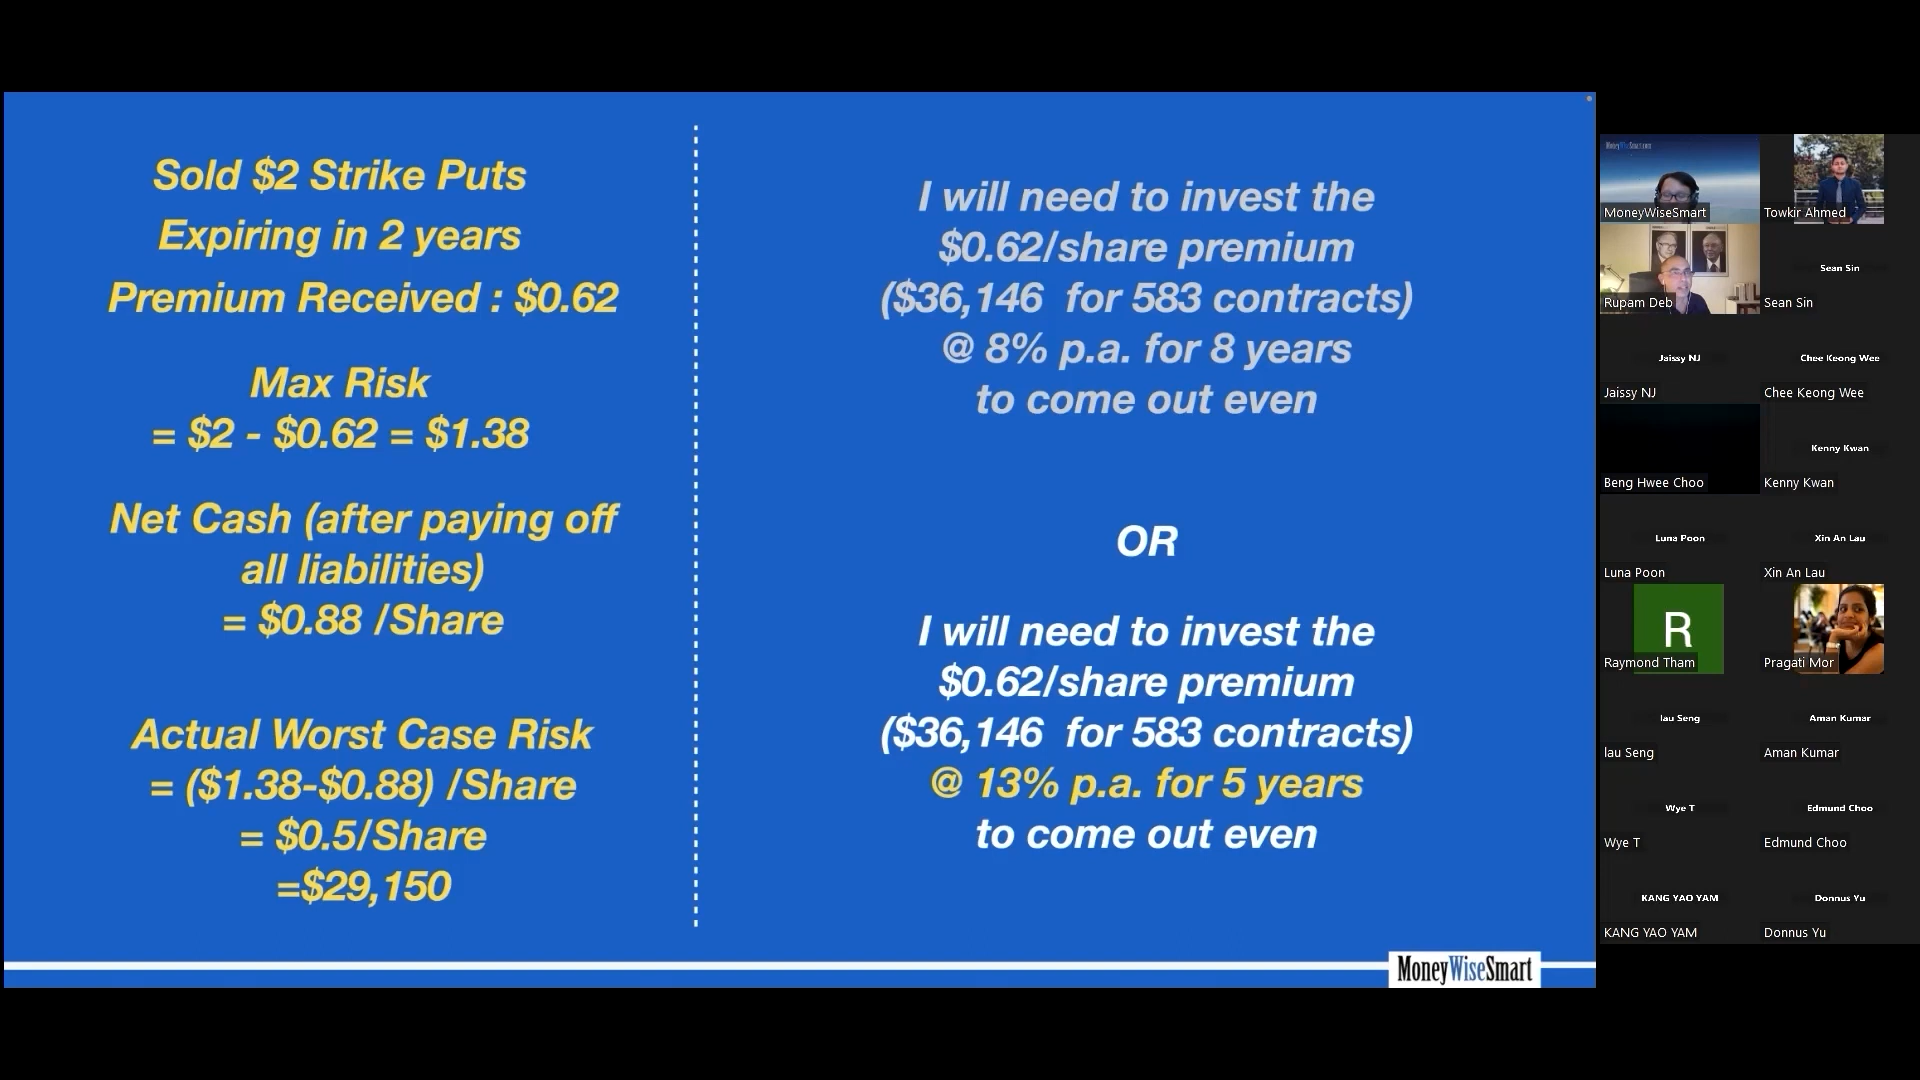 Sold $2 Strike Puts
Expiring in 2 years
Premium Received : $0.62
Max Risk
= $2 - $0.62 = $1.38
Net Cash (after paying off
all liabilities)
= $0.88 /Share
Actual Worst Case Risk
= ($1.38-$0.88) /Share
= $0.5/Share
=$29,150
I will need to invest the
$0.62/share premium
($36,146 for 583 contracts)
@ 8% p.a. for 8 years
to come out even
OR
I will need to invest the
$0.62/share premium
($36,146 for 583 contracts)
@ 13% p.a. for 5 years
to come out even
MoneyWiseSmart
MoneyWiseSmart.com
MoneyWiseSmart
Towkir Ahmed
Rupam Deb
Sean Sin
Sean Sin
Jaissy NJ
Jaissy NJ
Chee Keong Wee
Chee Keong Wee
Beng Hwee Choo
Kenny Kwan
Kenny Kwan
Luna Poon
Luna Poon
Xin An Lau
Xin An Lau
R
Raymond Tham
Pragati Mor
lau Seng
lau Seng
Aman Kumar
Aman Kumar
Wye T
Wye T
Edmund Choo
Edmund Choo
KANG YAO YAM
KANG YAO YAM
Donnus Yu
Donnus Yu